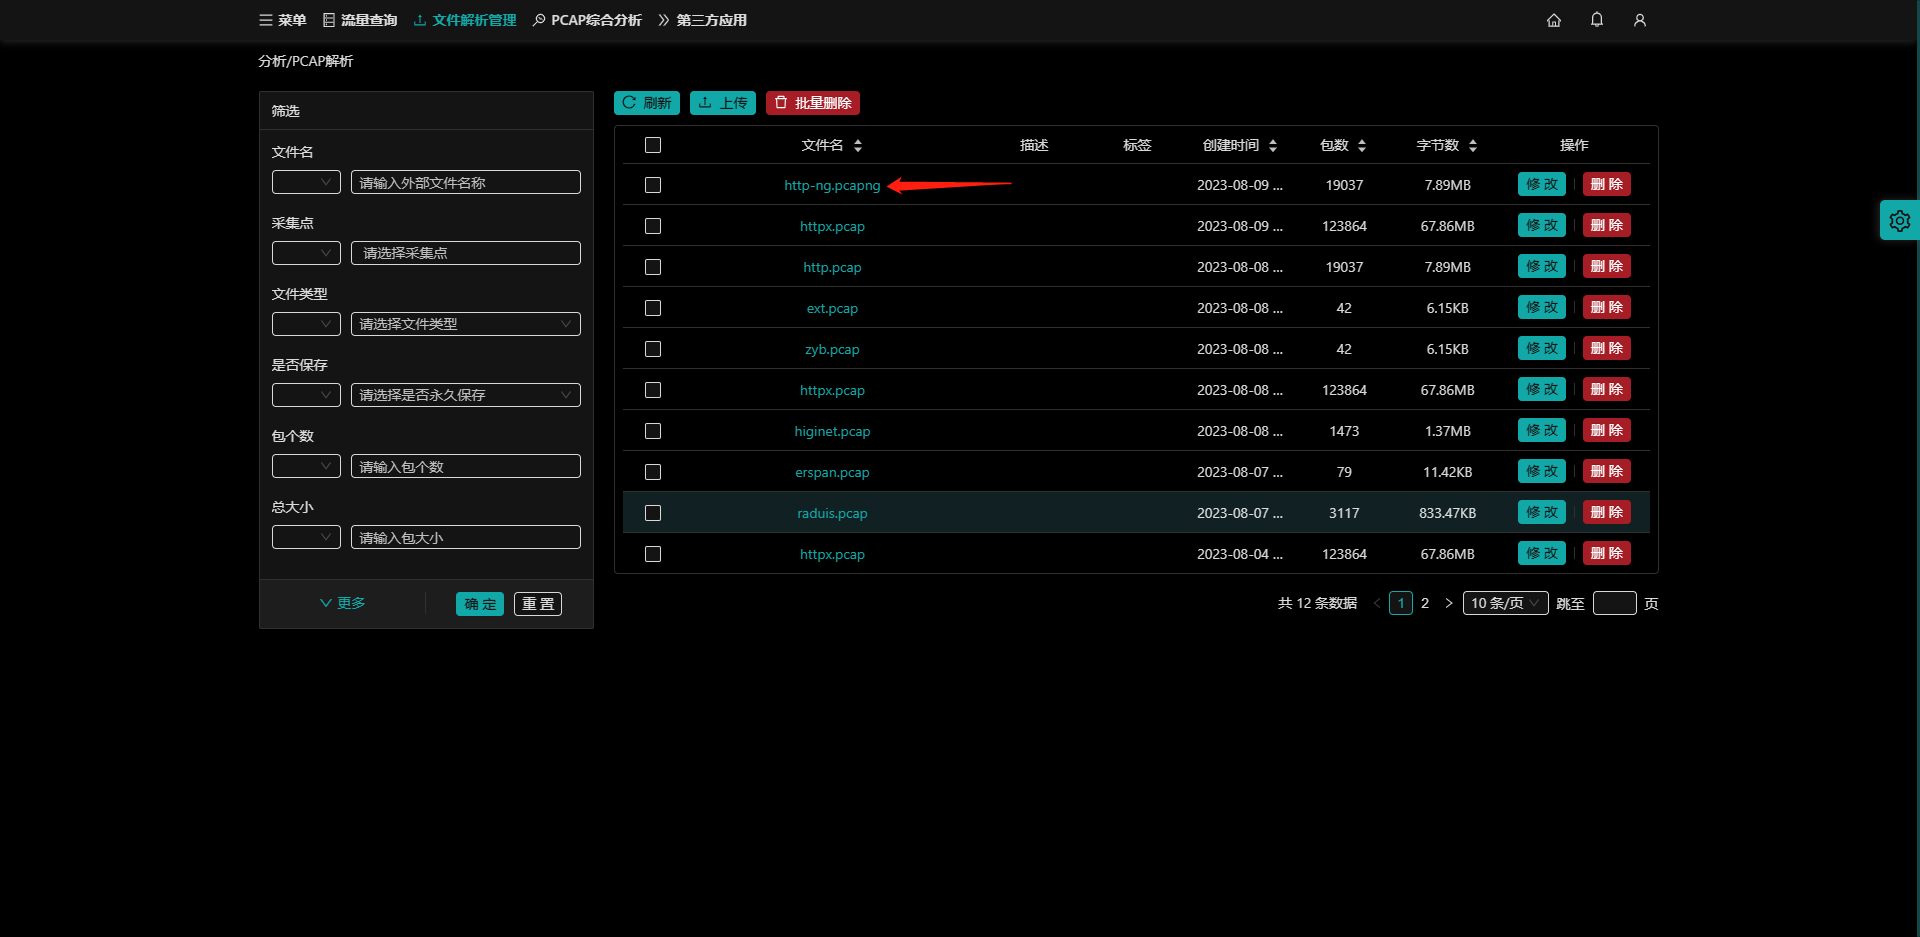 菜单 流量查询 文件解析管理 PCAP综合分析 第三方应用
分析/PCAP解析
筛选
文件名
请输入外部文件名称
采集点
请选择采集点
文件类型
请选择文件类型
是否保存
请选择是否永久保存
包个数
请输入包个数
总大小
请输入包大小
更多 确定 重置
刷新 上传 批量删除
文件名 描述 标签 创建时间 包数 字节数 操作
http-ng.pcapng 2023-08-09 ... 19037 7.89MB 修改 删除
httpx.pcap 2023-08-09 ... 123864 67.86MB 修改 删除
http.pcap 2023-08-08 ... 19037 7.89MB 修改 删除
ext.pcap 2023-08-08 ... 42 6.15KB 修改 删除
zyb.pcap 2023-08-08 ... 42 6.15KB 修改 删除
httpx.pcap 2023-08-08 ... 123864 67.86MB 修改 删除
higinet.pcap 2023-08-08 ... 1473 1.37MB 修改 删除
erspan.pcap 2023-08-07 ... 79 11.42KB 修改 删除
raduis.pcap 2023-08-07 ... 3117 833.47KB 修改 删除
httpx.pcap 2023-08-04 ... 123864 67.86MB 修改 删除
共 12 条数据 < 1 2 > 10 条/页 跳至 页